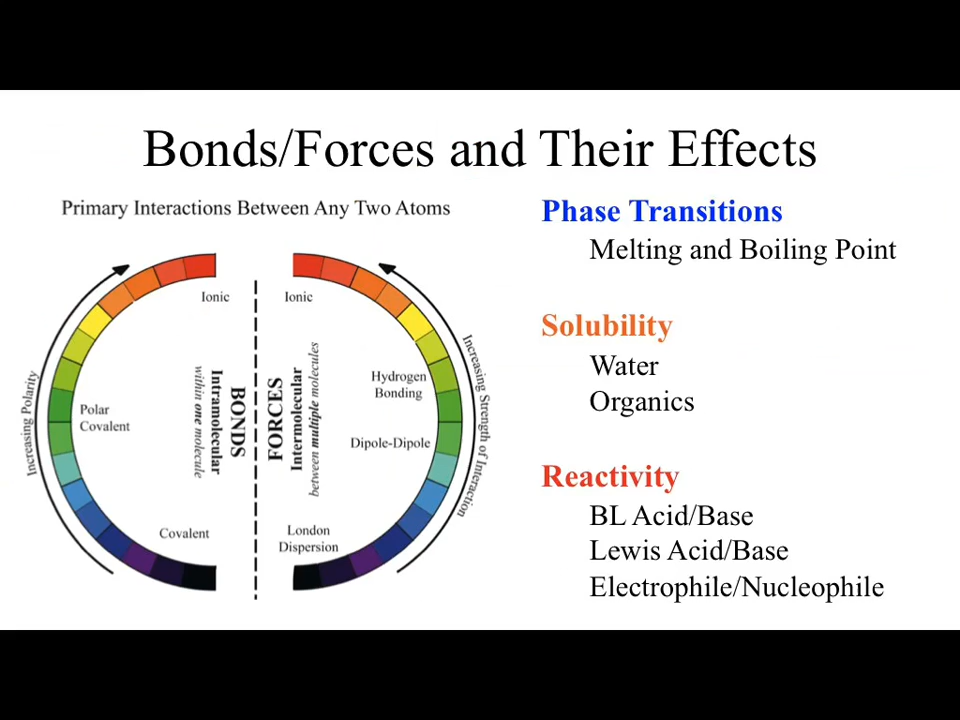 Bonds/Forces and Their Effects
Primary Interactions Between Any Two Atoms
Increasing Polarity
Ionic
Polar
Covalent
Covalent
BONDS
Intramolecular
within one molecule
FORCES
Intermolecular
between multiple molecules
Ionic
Hydrogen
Bonding
Dipole-Dipole
London
Dispersion
Increasing Strength of Interaction
Phase Transitions
Melting and Boiling Point
Solubility
Water
Organics
Reactivity
BL Acid/Base
Lewis Acid/Base
Electrophile/Nucleophile